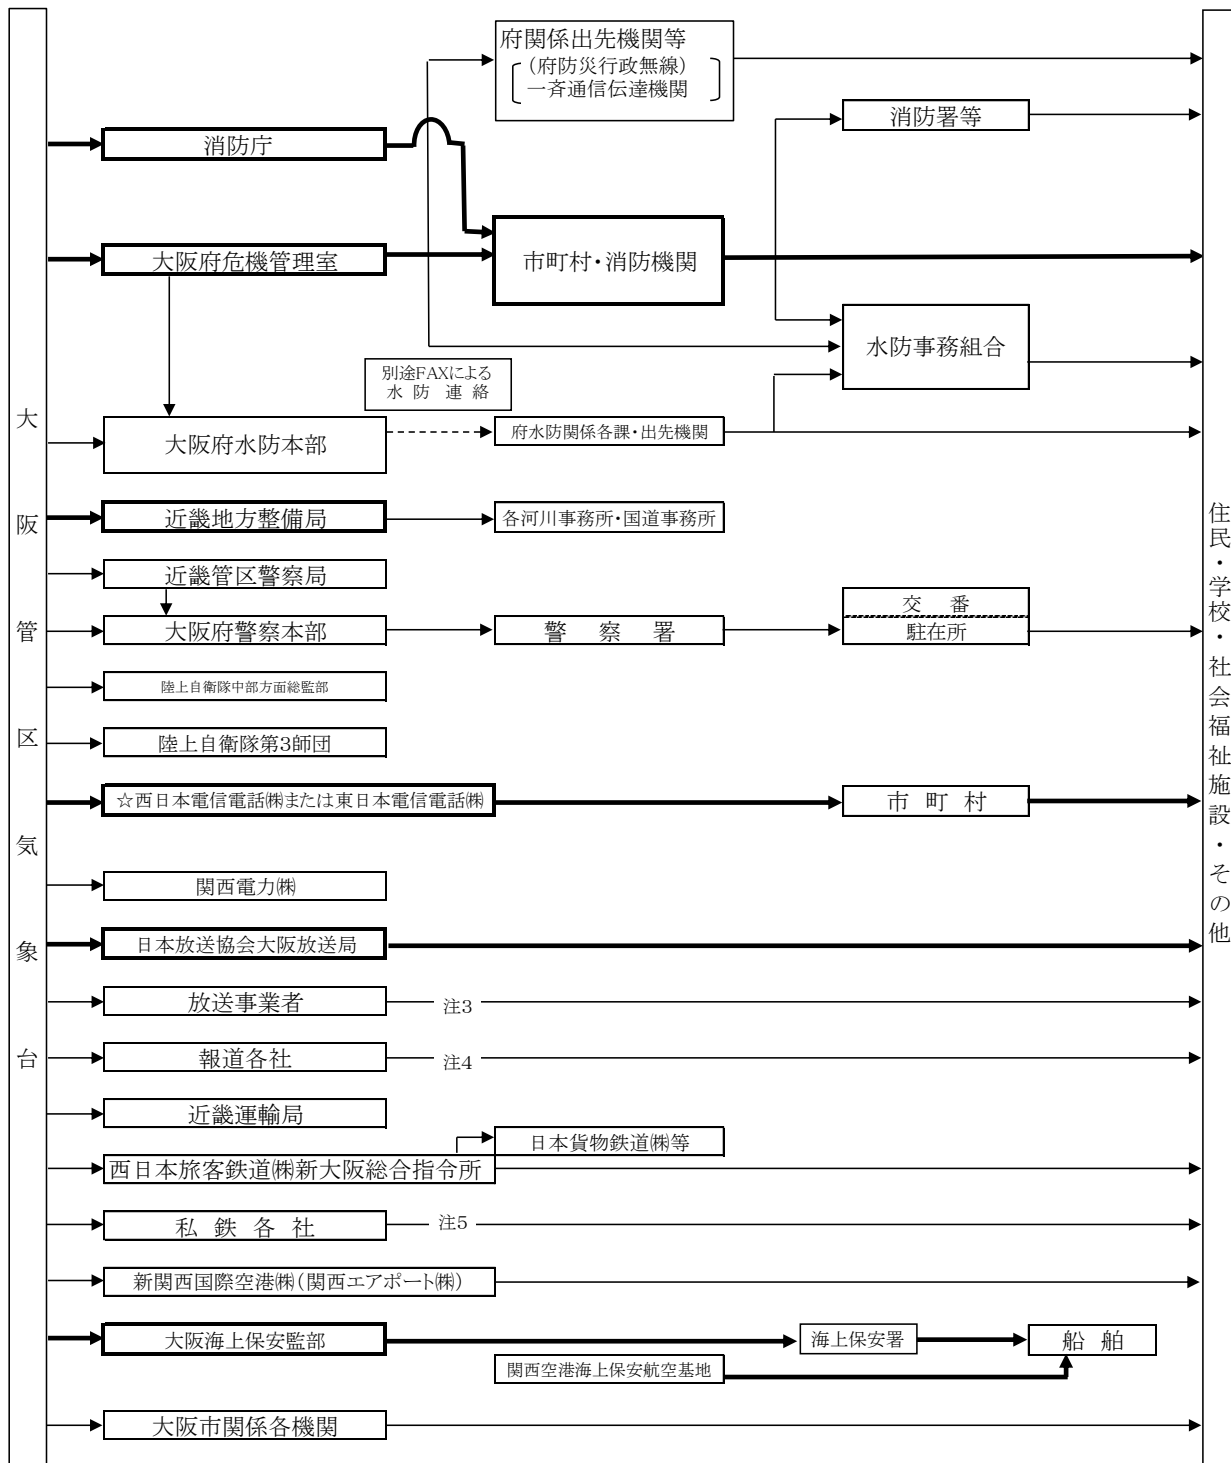 大阪管区気象台
府関係出先機関等
(府防災行政無線)
一斉通信伝達機関
消防署等
消防庁
大阪府危機管理室
市町村・消防機関
水防事務組合
別途FAXによる
水防連絡
大阪府水防本部
府水防関係各課・出先機関
近畿地方整備局
各河川事務所・国道事務所
近畿管区警察局
大阪府警察本部
警察署
交番
駐在所
陸上自衛隊中部方面総監部
陸上自衛隊第3師団
☆西日本電信電話㈱または東日本電信電話㈱
市町村
関西電力㈱
日本放送協会大阪放送局
放送事業者
注3
報道各社
注4
近畿運輸局
日本貨物鉄道㈱等
西日本旅客鉄道㈱新大阪総合指令所
私鉄各社
注5
新関西国際空港㈱(関西エアポート㈱)
大阪海上保安監部
海上保安署
船舶
関西空港海上保安航空基地
大阪市関係各機関
住民・学校・社会福祉施設・その他